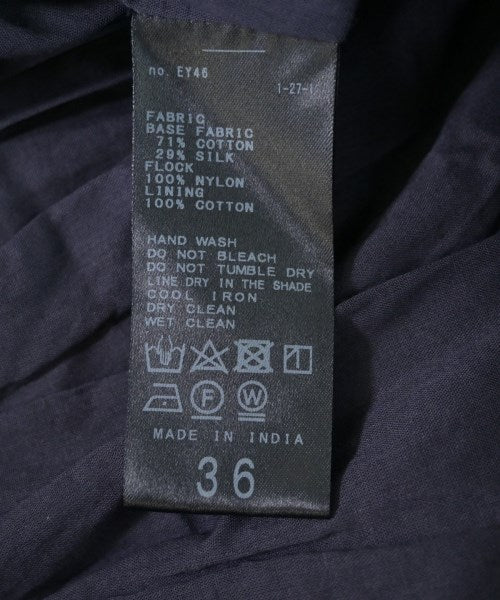 no. EY46
1-27-1
FABRIC
BASE FABRIC
71% COTTON
29% SILK
FLOCK
100% NYLON
LINING
100% COTTON
HAND WASH
DO NOT BLEACH
DO NOT TUMBLE DRY
LINE DRY IN THE SHADE
COOL IRON
DRY CLEAN
WET CLEAN
F W
MADE IN INDIA
36